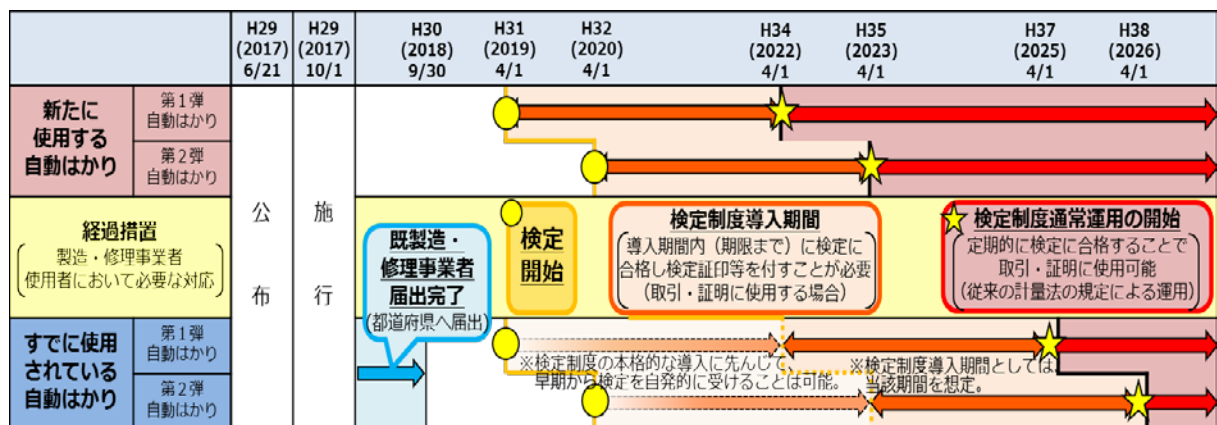 H29
(2017)
6/21
H29
(2017)
10/1
H30
(2018)
9/30
H31
(2019)
4/1
H32
(2020)
4/1
H34
(2022)
4/1
H35
(2023)
4/1
H37
(2025)
4/1
H38
(2026)
4/1
新たに
使用する
自動はかり
第1弾
自動はかり
第2弾
自動はかり
経過措置
製造・修理事業者
使用者において必要な対応
公
布
施
行
既製造・
修理事業者
届出完了
(都道府県へ届出)
検定
開始
検定制度導入期間
導入期間内(期限まで)に検定に
合格し検定証印等を付すことが必要
(取引・証明に使用する場合)
検定制度通常運用の開始
定期的に検定に合格することで
取引・証明に使用可能
(従来の計量法の規定による運用)
すでに使用
されている
自動はかり
第1弾
自動はかり
第2弾
自動はかり
※検定制度の本格的な導入に先んじて、
早期から検定を自発的に受けることは可能。
※検定制度導入期間としては、
当該期間を想定。